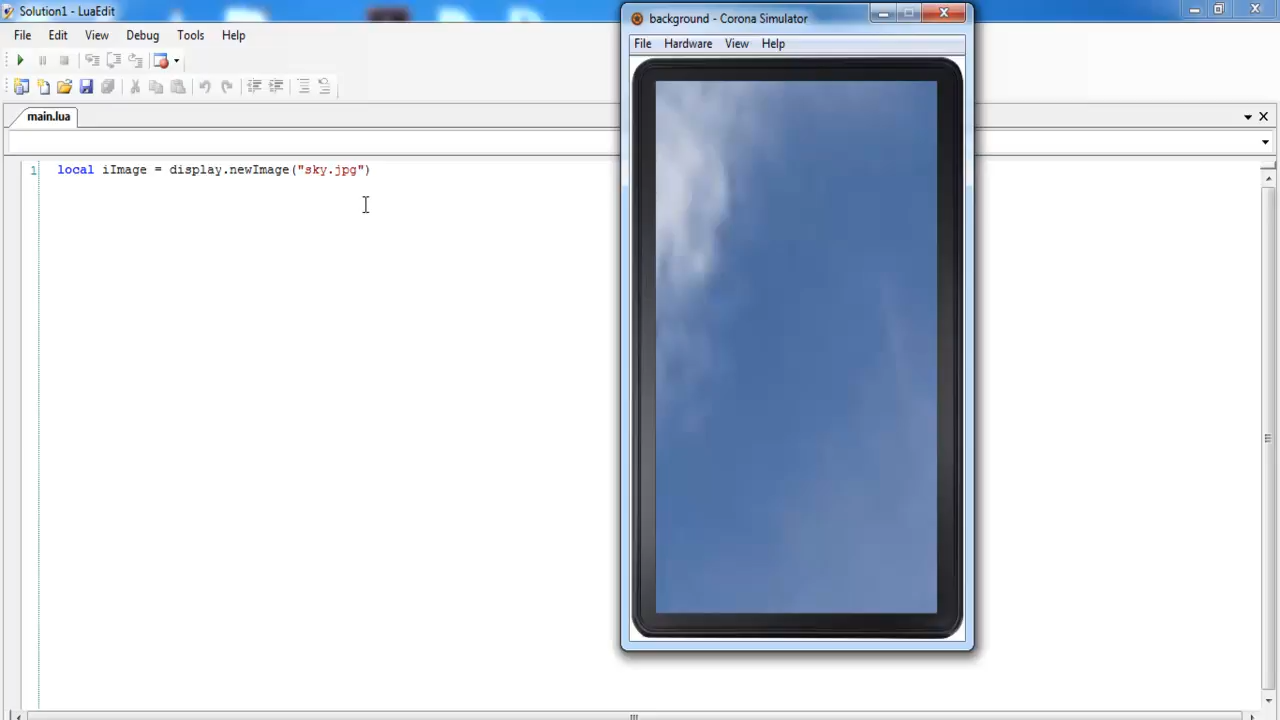 Solution1 - LuaEdit
File Edit View Debug Tools Help
main.lua
1 local iImage = display.newImage("sky.jpg")
background - Corona Simulator
File Hardware View Help